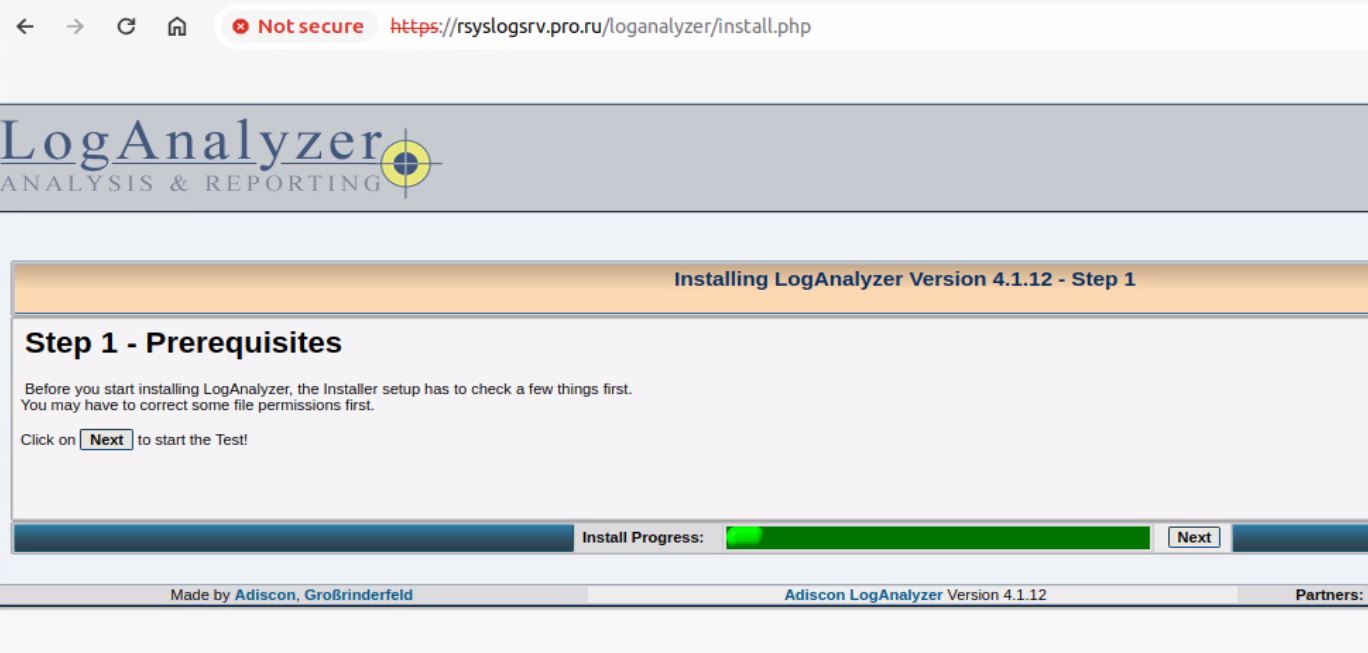 Not secure https://rsyslogsrv.pro.ru/loganalyzer/install.php
LogAnalyzer
ANALYSIS & REPORTING
Installing LogAnalyzer Version 4.1.12 - Step 1
Step 1 - Prerequisites
Before you start installing LogAnalyzer, the Installer setup has to check a few things first.
You may have to correct some file permissions first.
Click on Next to start the Test!
Install Progress: Next
Made by Adiscon, Großrinderfeld Adiscon LogAnalyzer Version 4.1.12 Partners: